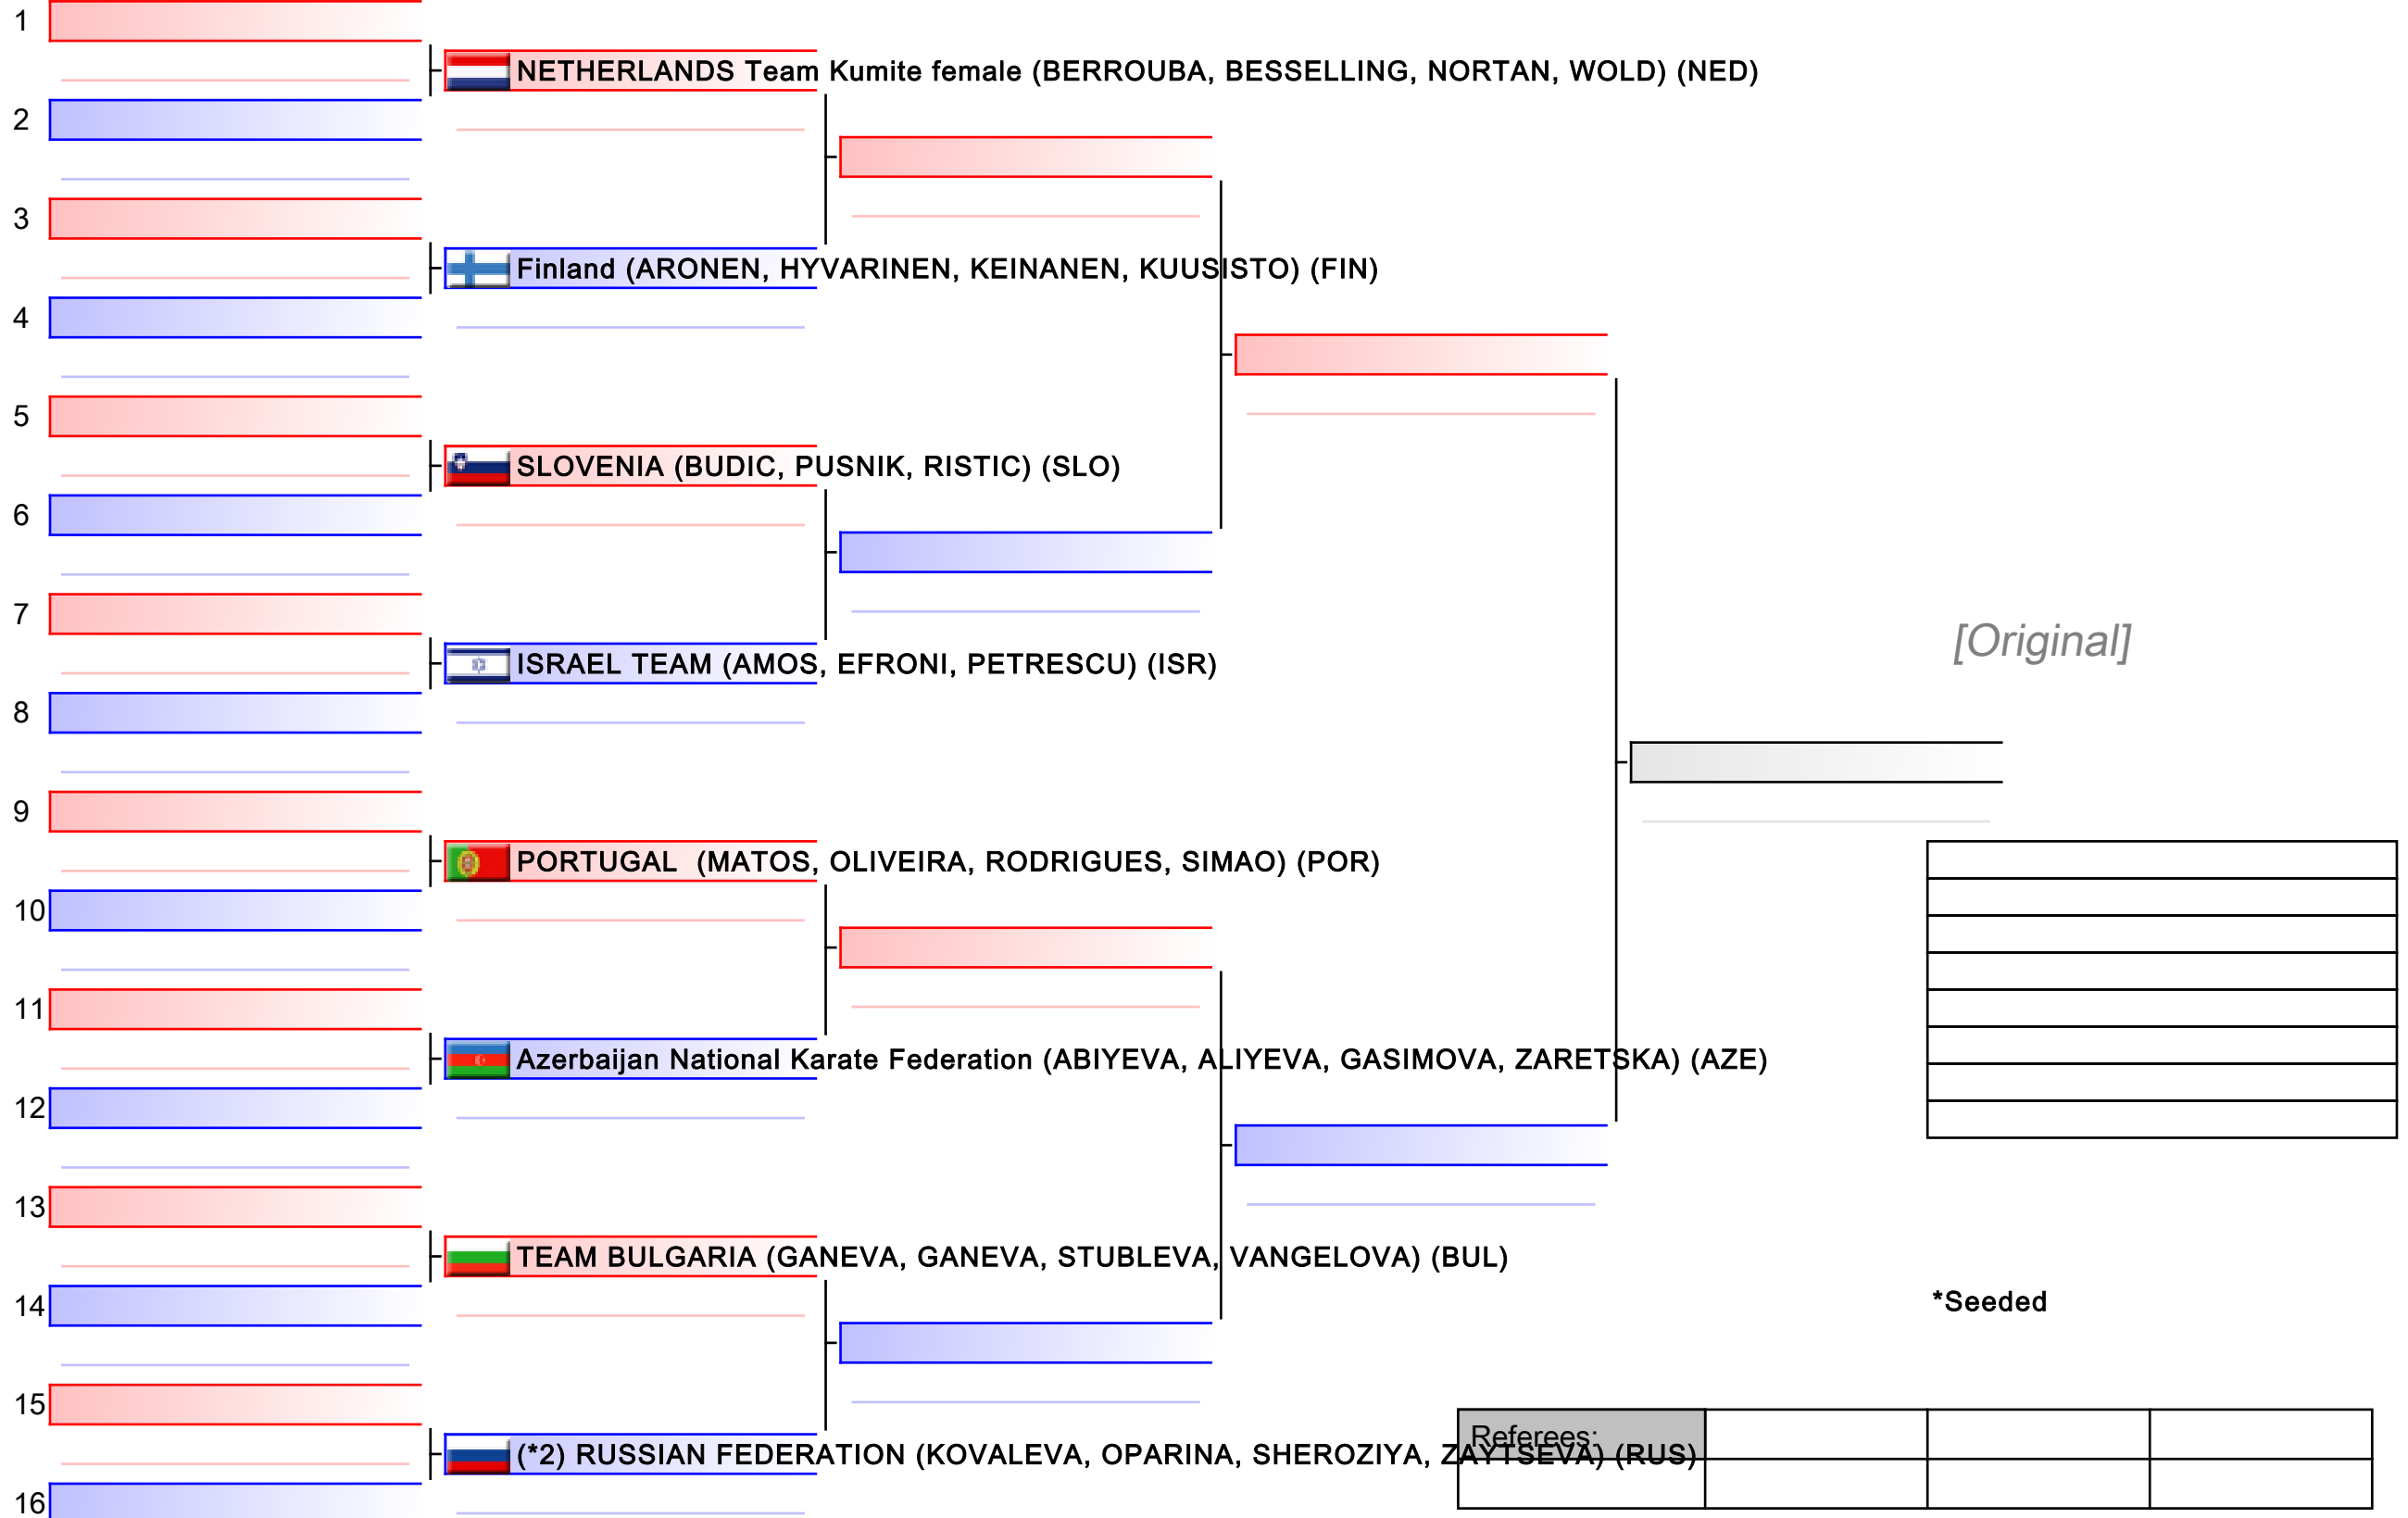 1
NETHERLANDS Team Kumite female (BERROUBA, BESSELLING, NORTAN, WOLD) (NED)
2
3
Finland (ARONEN, HYVARINEN, KEINANEN, KUUSISTO) (FIN)
4
5
SLOVENIA (BUDIC, PUSNIK, RISTIC) (SLO)
6
7
[Original]
ISRAEL TEAM (AMOS, EFRONI, PETRESCU) (ISR)
8
9
PORTUGAL (MATOS, OLIVEIRA, RODRIGUES, SIMAO) (POR)
10
11
Azerbaijan National Karate Federation (ABIYEVA, ALIYEVA, GASIMOVA, ZARETSKA) (AZE)
12
13
TEAM BULGARIA (GANEVA, GANEVA, STUBLEVA, VANGELOVA) (BUL)
14
*Seeded
15
Referees:
(*2) RUSSIAN FEDERATION (KOVALEVA, OPARINA, SHEROZIYA, ZAYTSEVA) (RUS)
16